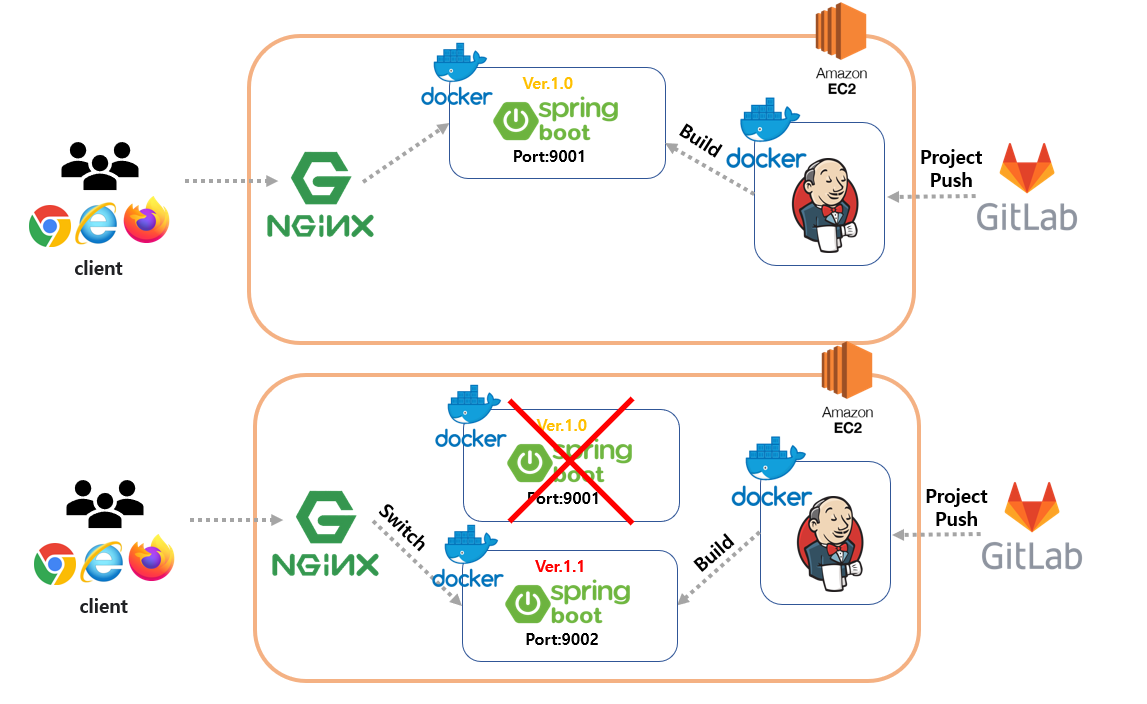 Amazon
EC2
docker
Ver.1.0
spring
boot
Port:9001
Build
docker
Project
Push
GitLab
NGiNX
client
Amazon
EC2
docker
Ver.1.0
spring
boot
Port:9001
Switch
docker
Ver.1.1
spring
boot
Port:9002
Build
docker
Project
Push
GitLab
NGiNX
client